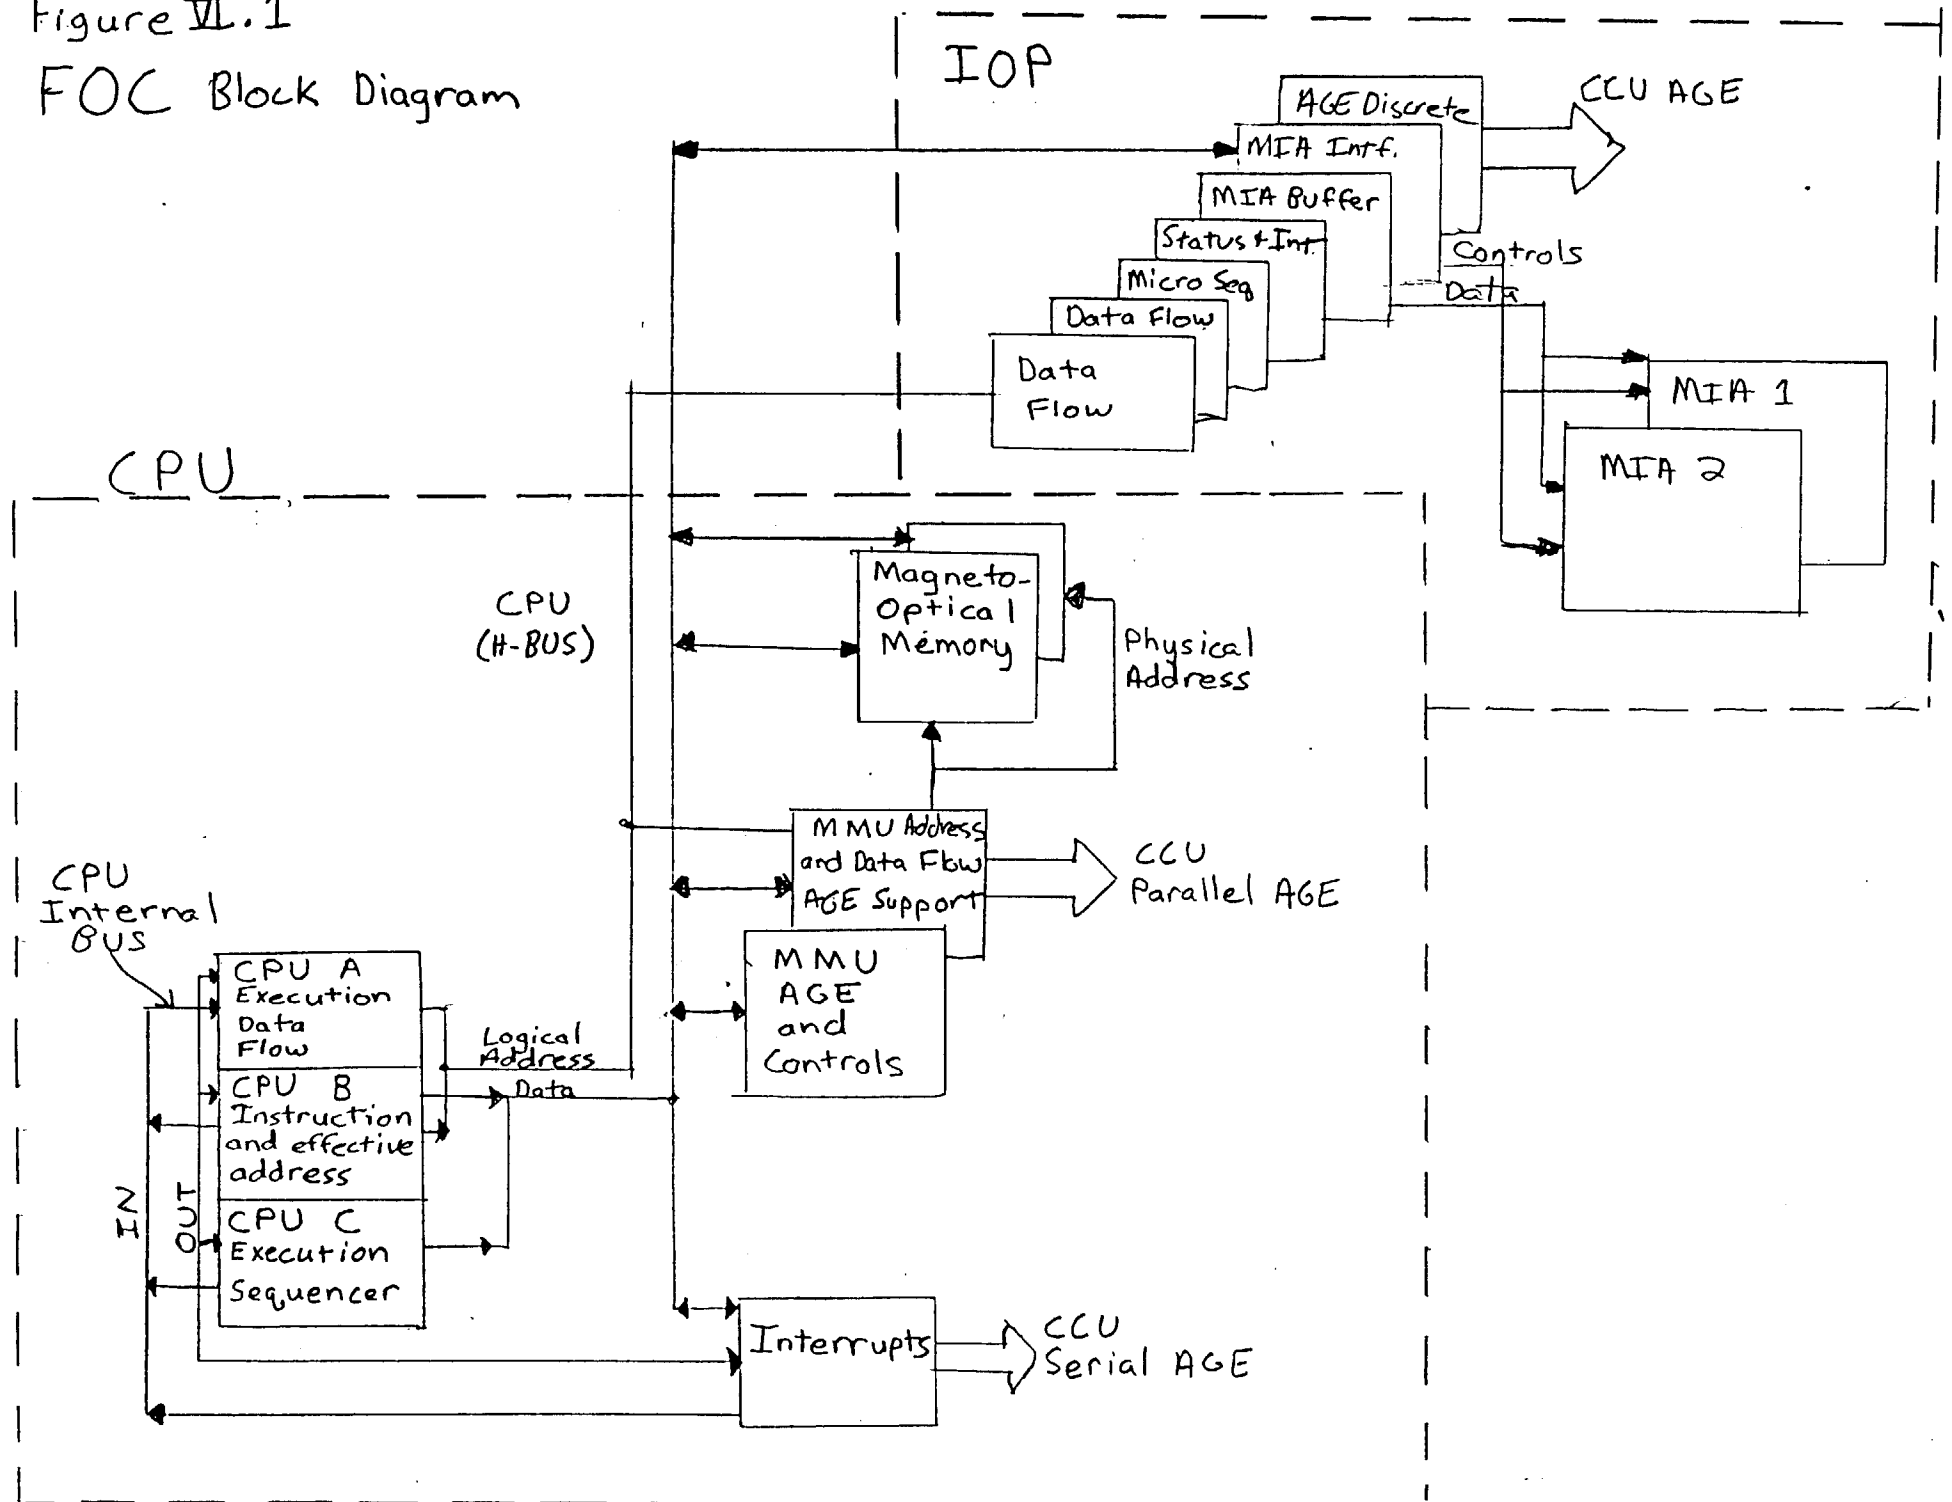 Figure VI.1
FOC Block Diagram
IOP
AGE Discrete
CCU AGE
MIA Intf.
MIA Buffer
Status & Int.
Micro Seq
Data Flow
Data
Flow
Controls
Data
MIA 1
MIA 2
CPU
CPU
(H-BUS)
Magneto-
Optical
Memory
Physical
Address
MMU Address
and Data Flow
AGE Support
CCU
Parallel AGE
MMU
AGE
and
Controls
CPU
Internal
BUS
CPU A
Execution
Data
Flow
Logical
Address
Data
CPU B
Instruction
and effective
address
IN
OUT
CPU C
Execution
Sequencer
Interrupts
CCU
Serial AGE